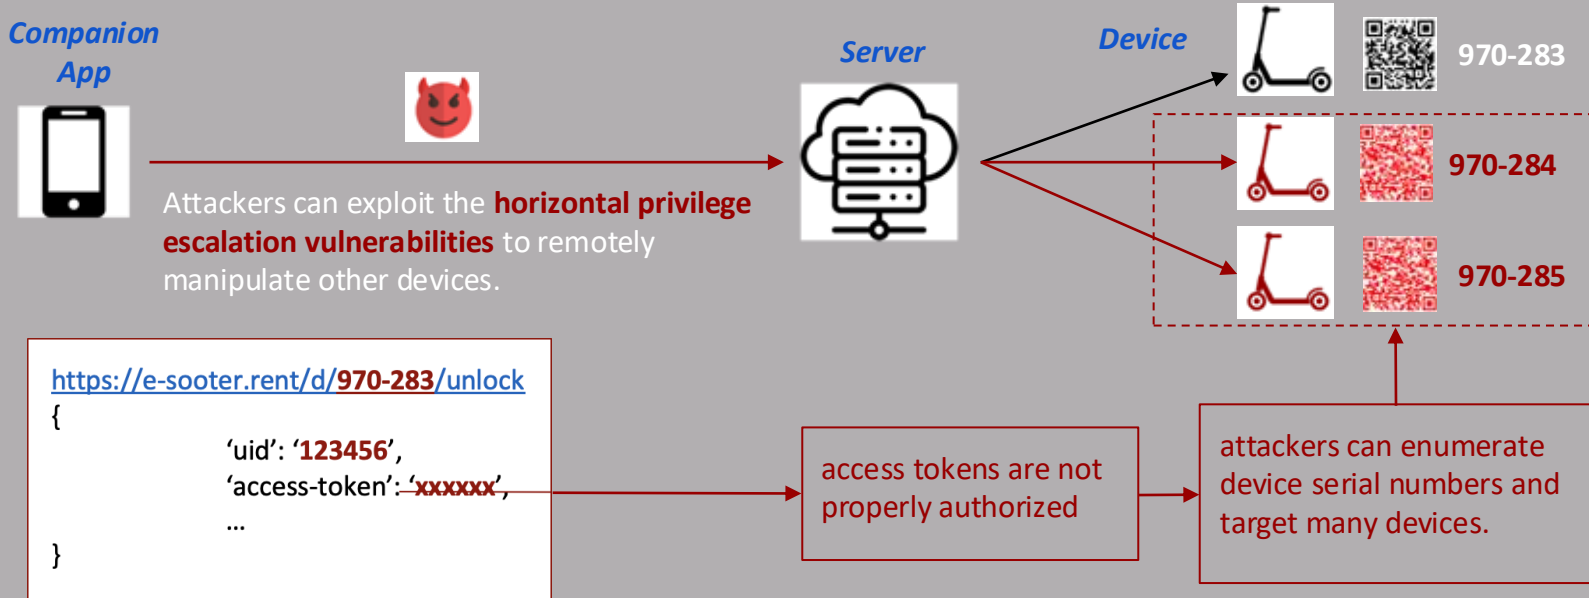 Companion
App
Server
Device
970-283
970-284
970-285
Attackers can exploit the horizontal privilege
escalation vulnerabilities to remotely
manipulate other devices.
https://e-sooter.rent/d/970-283/unlock
{
‘uid’: ‘123456’,
‘access-token’: ‘xxxxxx’,
...
}
access tokens are not
properly authorized
attackers can enumerate
device serial numbers and
target many devices.